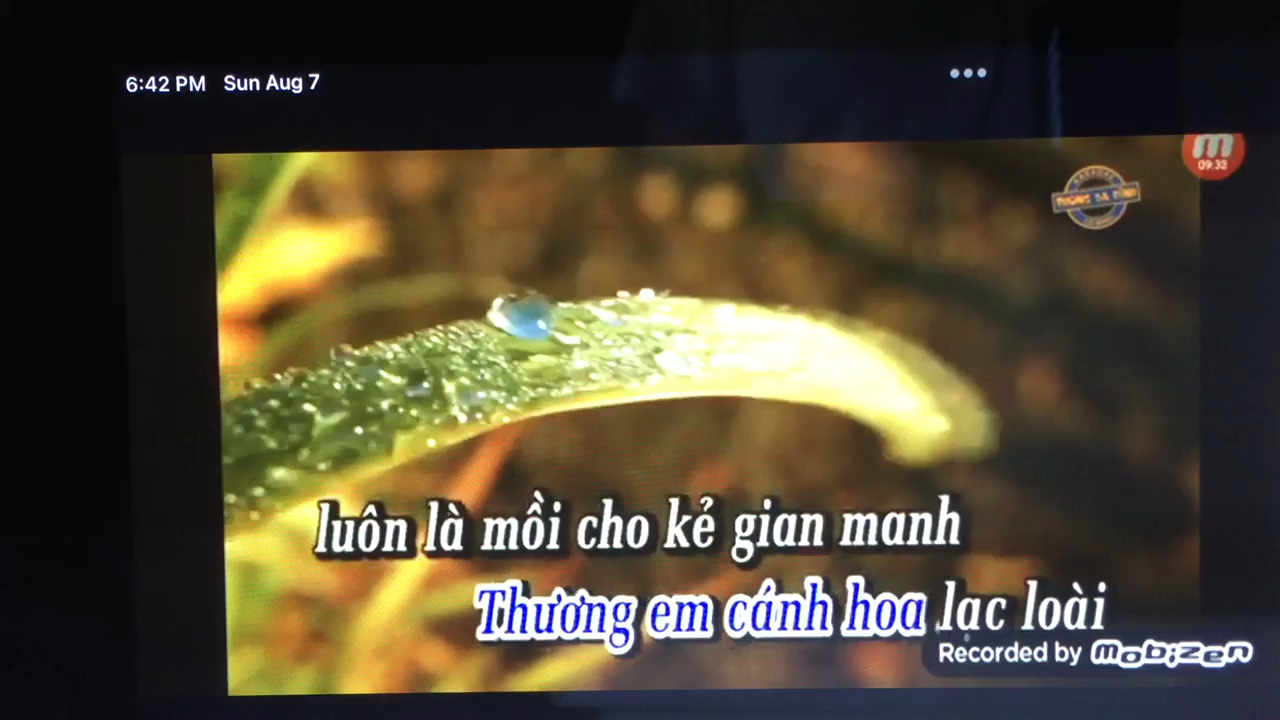 6:42 PM Sun Aug 7
m
09:32
KARAOKE
luôn là mồi cho kẻ gian manh
Thương em cánh hoa lạc loài
Recorded by mobizen